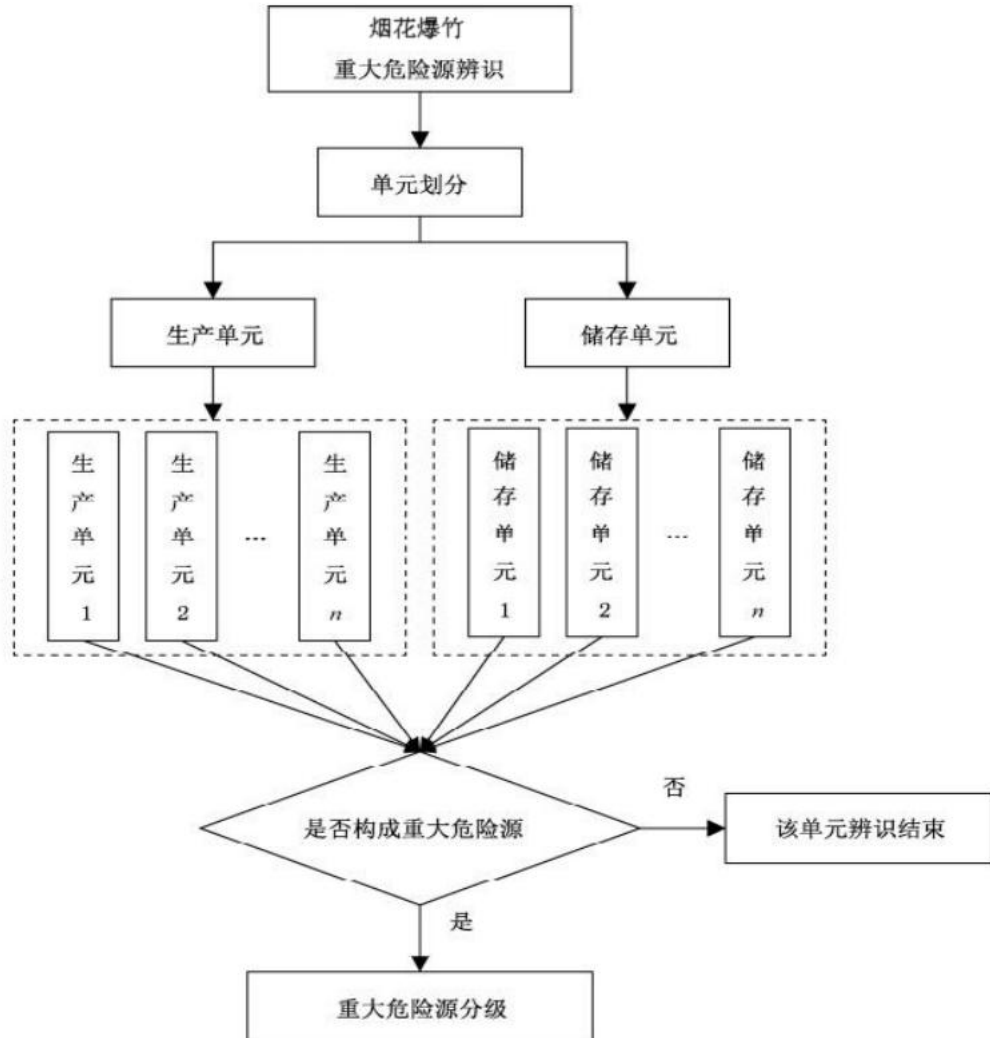 烟花爆竹
重大危险源辨识
单元划分
生产单元
储存单元
生产单元1
生产单元2
…
生产单元n
储存单元1
储存单元2
…
储存单元n
是否构成重大危险源
否
该单元辨识结束
是
重大危险源分级